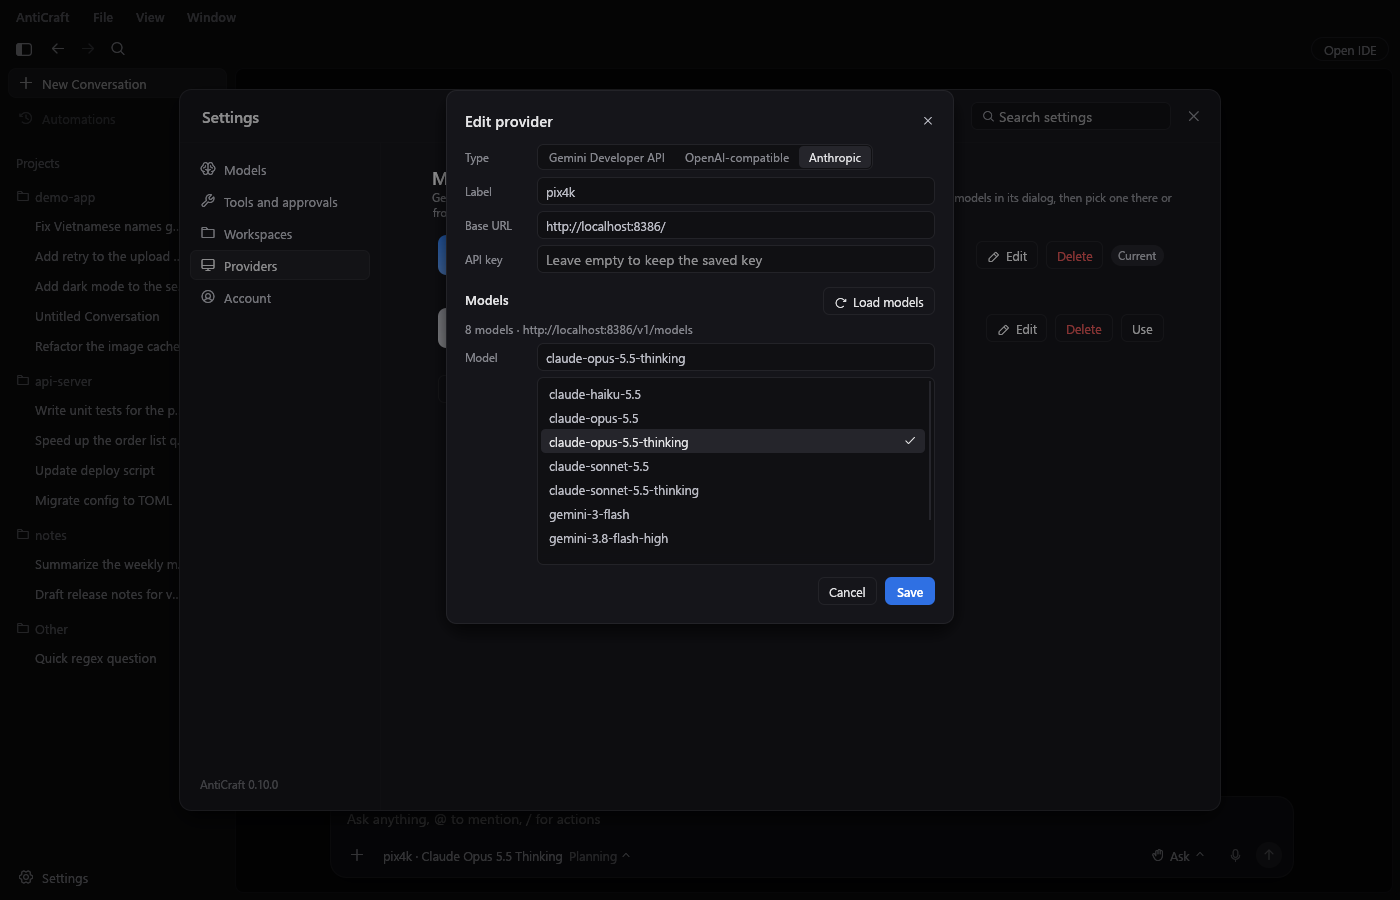 AntiCraft File View Window
Open IDE
New Conversation
Automations
Projects
demo-app
Fix Vietnamese names g...
Add retry to the upload ...
Add dark mode to the se
Untitled Conversation
Refactor the image cache
api-server
Write unit tests for the p.
Speed up the order list q.
Update deploy script
Migrate config to TOML
notes
Summarize the weekly m
Draft release notes for v...
Other
Quick regex question
Settings
Settings
Models
Tools and approvals
Workspaces
Providers
Account
AntiCraft 0.10.0
Search settings
M
Ge
models in its dialog, then pick one there or
fro
Edit Delete Current
Edit Delete Use
Edit provider
Type Gemini Developer API OpenAI-compatible Anthropic
Label pix4k
Base URL http://localhost:8386/
API key Leave empty to keep the saved key
Models Load models
8 models · http://localhost:8386/v1/models
Model claude-opus-5.5-thinking
claude-haiku-5.5
claude-opus-5.5
claude-opus-5.5-thinking
claude-sonnet-5.5
claude-sonnet-5.5-thinking
gemini-3-flash
gemini-3.8-flash-high
Cancel Save
Ask anything, @ to mention, / for actions
pix4k · Claude Opus 5.5 Thinking Planning
Ask